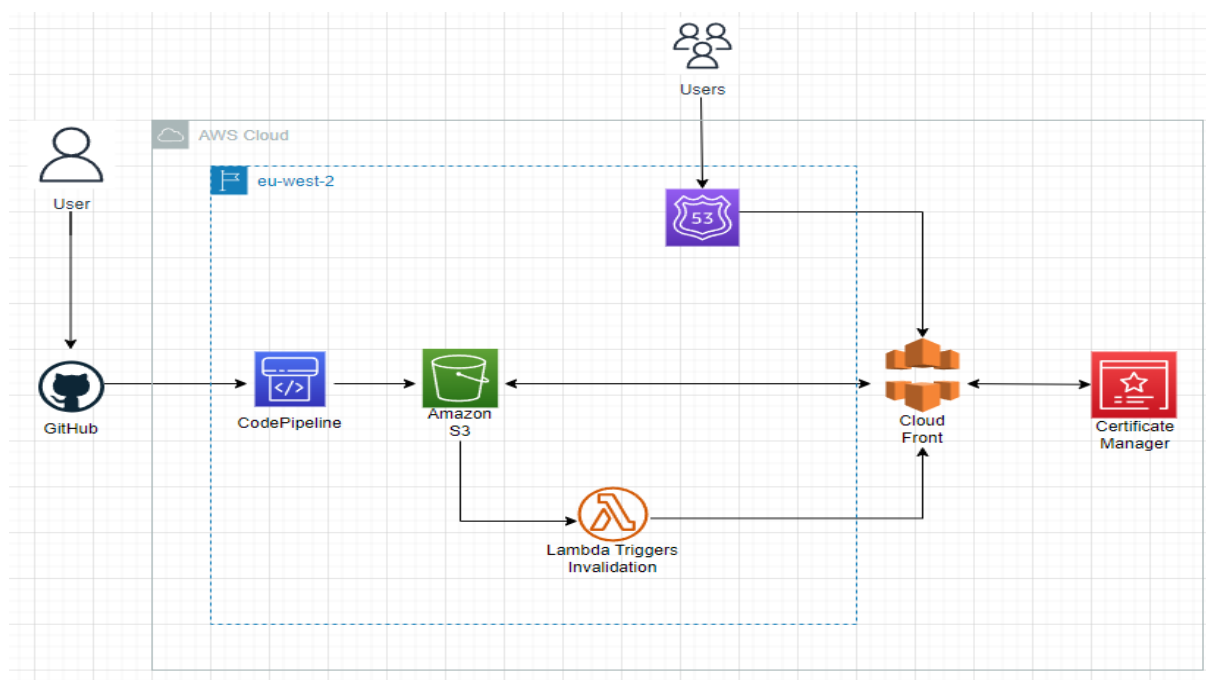 Users
AWS Cloud
eu-west-2
User
53
CodePipeline
Amazon
S3
GitHub
Cloud
Front
Certificate
Manager
Lambda Triggers
Invalidation